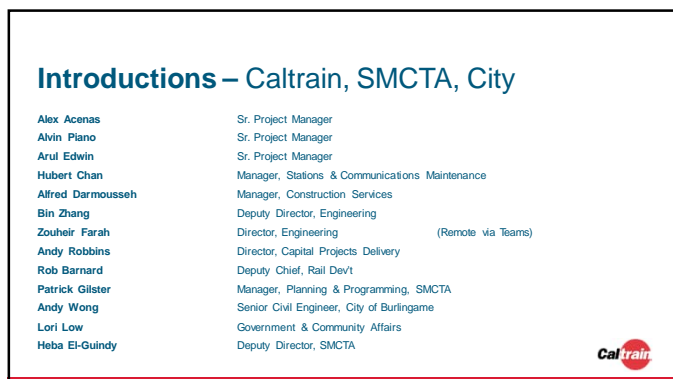 Introductions – Caltrain, SMCTA, City
Alex Acenas Sr. Project Manager
Alvin Piano Sr. Project Manager
Arul Edwin Sr. Project Manager
Hubert Chan Manager, Stations & Communications Maintenance
Alfred Darmousseh Manager, Construction Services
Bin Zhang Deputy Director, Engineering
Zouheir Farah Director, Engineering (Remote via Teams)
Andy Robbins Director, Capital Projects Delivery
Rob Barnard Deputy Chief, Rail Dev't
Patrick Gilster Manager, Planning & Programming, SMCTA
Andy Wong Senior Civil Engineer, City of Burlingame
Lori Low Government & Community Affairs
Heba El-Guindy Deputy Director, SMCTA
Caltrain